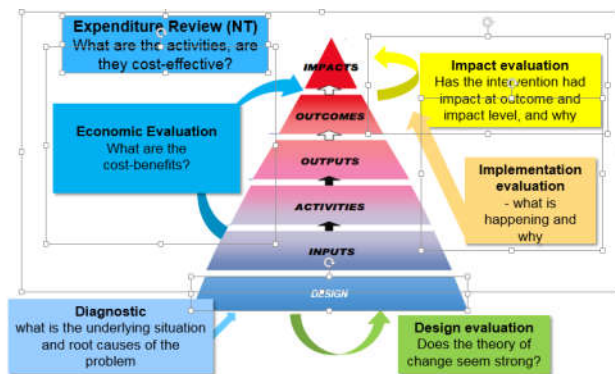 Expenditure Review (NT)
What are the activities, are
they cost-effective?
IMPACTS
Impact evaluation
Has the intervention had
impact at outcome and
impact level, and why
OUTCOMES
Economic Evaluation
What are the
cost-benefits?
OUTPUTS
Implementation
evaluation
- what is
happening and
why
ACTIVITIES
INPUTS
DESIGN
Diagnostic
what is the underlying situation
and root causes of the
problem
Design evaluation
Does the theory of
change seem strong?